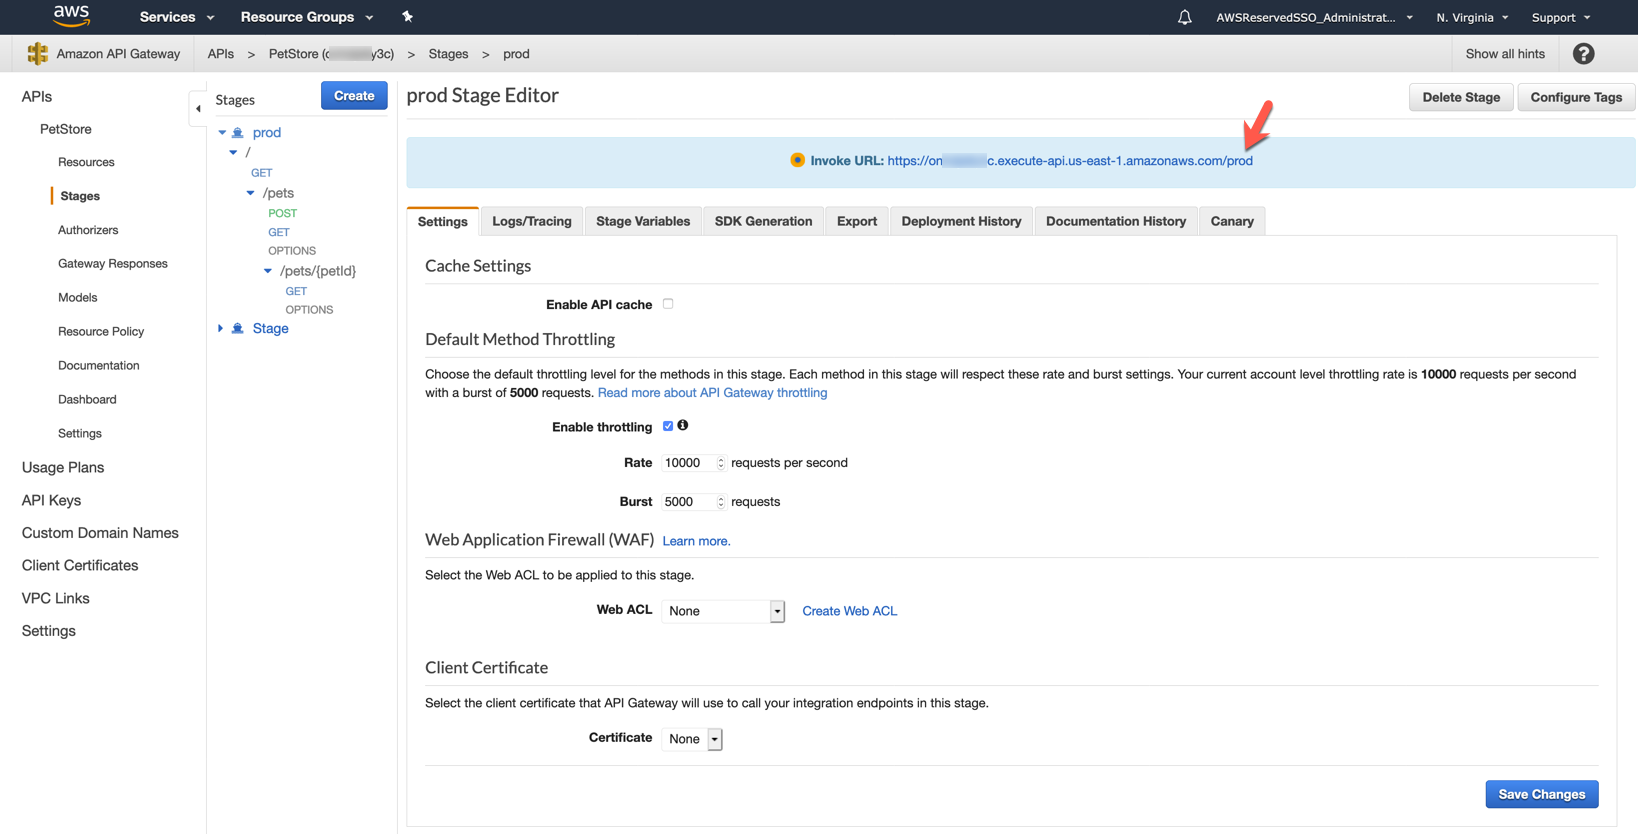 aws
Services
Resource Groups
AWSReservedSSO_Administrat...
N. Virginia
Support
Amazon API Gateway
APIs > PetStore ( y3c) > Stages > prod
Show all hints
?
APIs
PetStore
Resources
Stages
Authorizers
Gateway Responses
Models
Resource Policy
Documentation
Dashboard
Settings
Usage Plans
API Keys
Custom Domain Names
Client Certificates
VPC Links
Settings
Stages
Create
prod
/
GET
/pets
POST
GET
OPTIONS
/pets/{petId}
GET
OPTIONS
Stage
prod Stage Editor
Delete Stage
Configure Tags
Invoke URL: https://on c.execute-api.us-east-1.amazonaws.com/prod
Settings
Logs/Tracing
Stage Variables
SDK Generation
Export
Deployment History
Documentation History
Canary
Cache Settings
Enable API cache
Default Method Throttling
Choose the default throttling level for the methods in this stage. Each method in this stage will respect these rate and burst settings. Your current account level throttling rate is 10000 requests per second
with a burst of 5000 requests. Read more about API Gateway throttling
Enable throttling
Rate 10000 requests per second
Burst 5000 requests
Web Application Firewall (WAF) Learn more.
Select the Web ACL to be applied to this stage.
Web ACL None Create Web ACL
Client Certificate
Select the client certificate that API Gateway will use to call your integration endpoints in this stage.
Certificate None
Save Changes